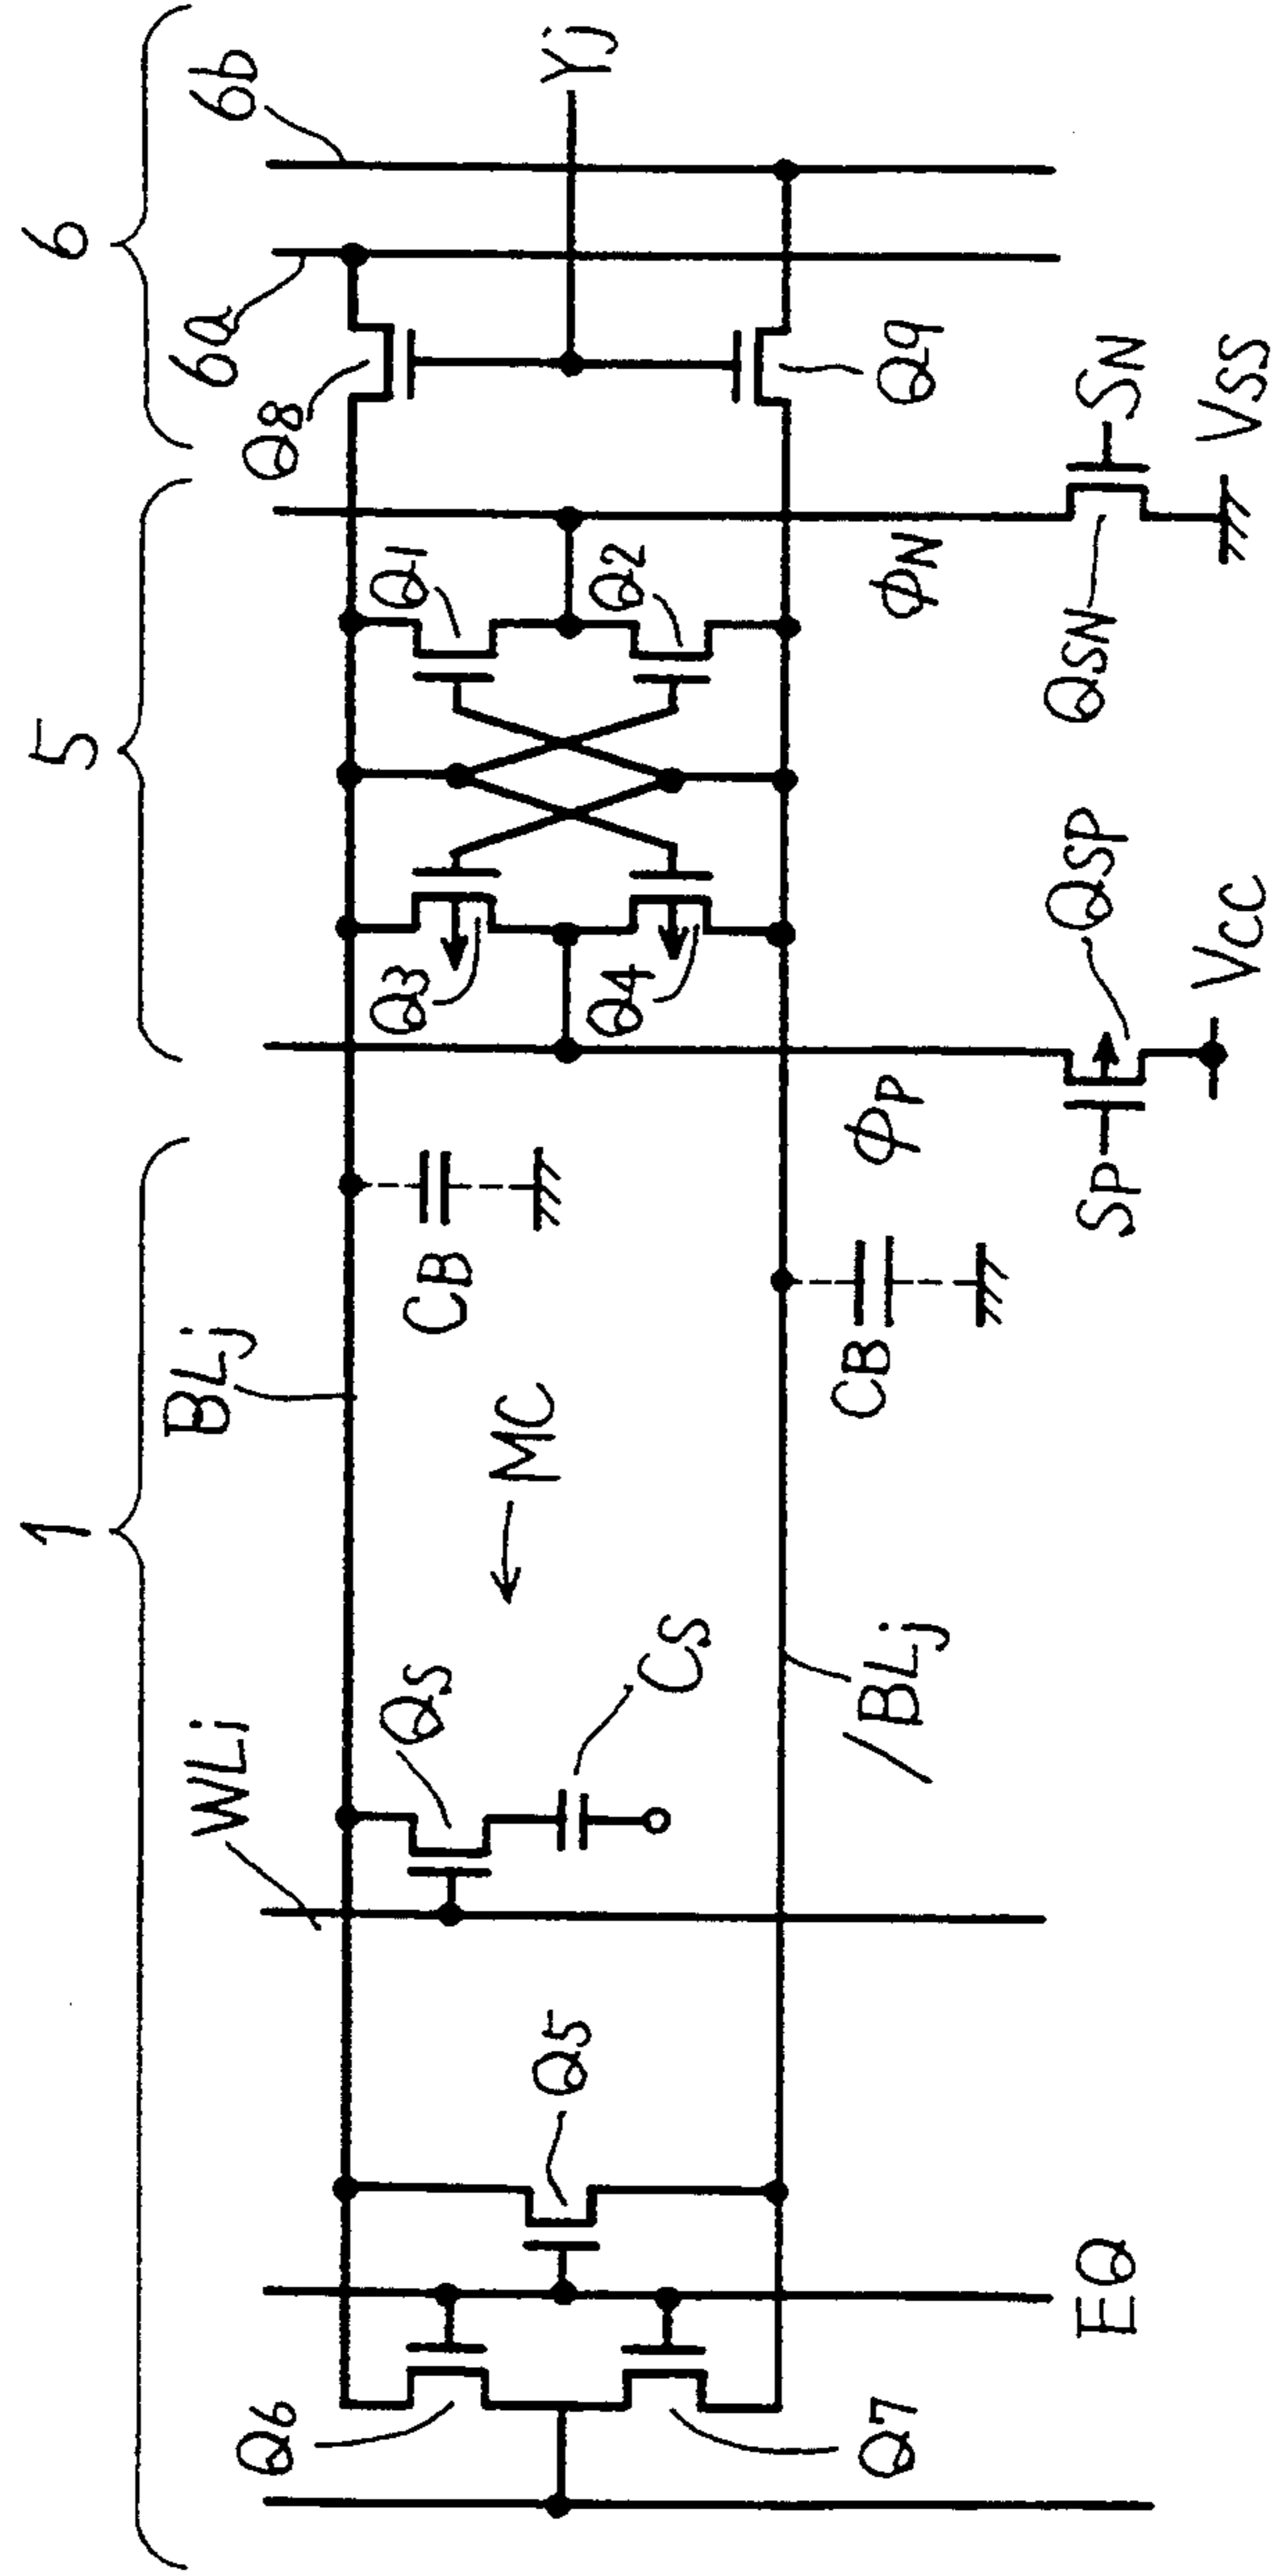 1
5
6
WLi
BLj
6a
6b
Q8
Q6
QS
MC
CB
Q3
Q1
Yj
Q5
CS
Q4
Q2
Q7
/BLj
CB
φP
φN
Q9
EQ
SP
QSP
QSN
SN
VCC
VSS